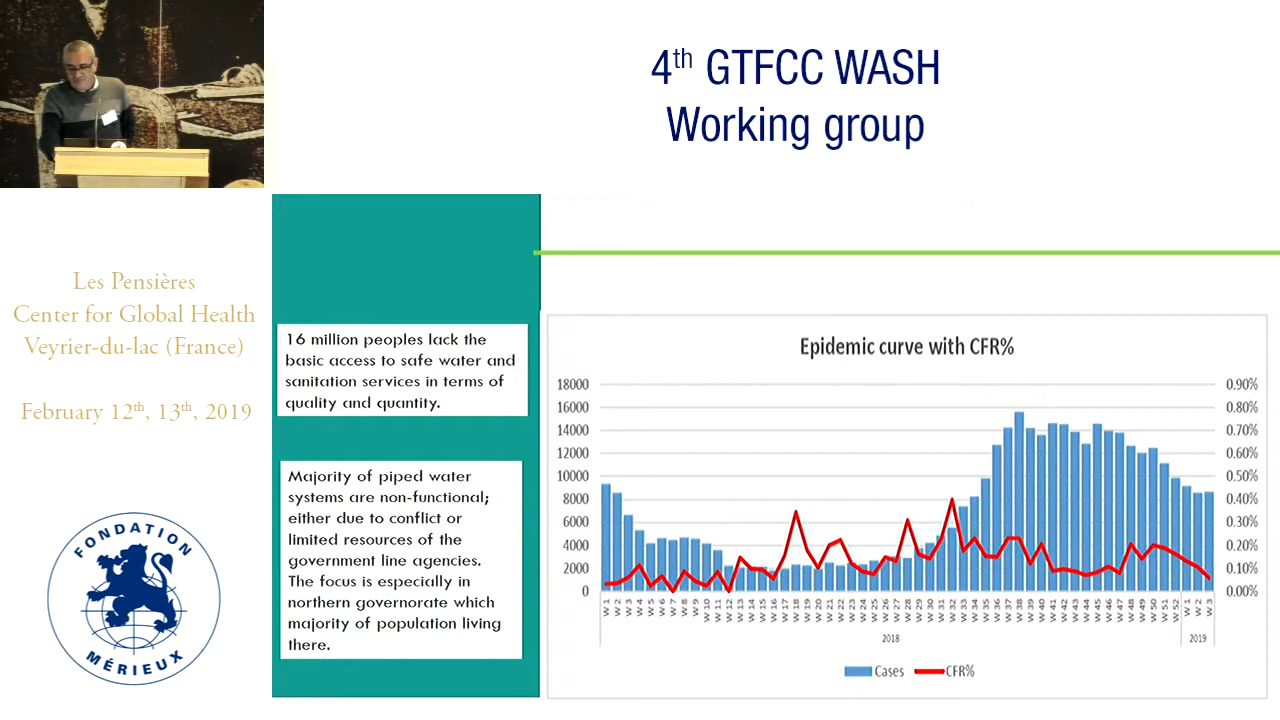 4th GTFCC WASH
Working group
Les Pensières
Center for Global Health
Veyrier-du-lac (France)
February 12th, 13th, 2019
FONDATION
MÉRIEUX
16 million peoples lack the
basic access to safe water and
sanitation services in terms of
quality and quantity.
Majority of piped water
systems are non-functional;
either due to conflict or
limited resources of the
government line agencies.
The focus is especially in
northern governorate which
majority of population living
there.
Epidemic curve with CFR%
18000
16000
14000
12000
10000
8000
6000
4000
2000
0
0.90%
0.80%
0.70%
0.60%
0.50%
0.40%
0.30%
0.20%
0.10%
0.00%
W 1 W 2 W 3 W 4 W 5 W 6 W 7 W 8 W 9 W 10 W 11 W 12 W 13 W 14 W 15 W 16 W 17 W 18 W 19 W 20 W 21 W 22 W 23 W 24 W 25 W 26 W 27 W 28 W 29 W 30 W 31 W 32 W 33 W 34 W 35 W 36 W 37 W 38 W 39 W 40 W 41 W 42 W 43 W 44 W 45 W 46 W 47 W 48 W 49 W 50 W 51 W 52 W 1 W 2 W 3
2018 2019
Cases CFR%